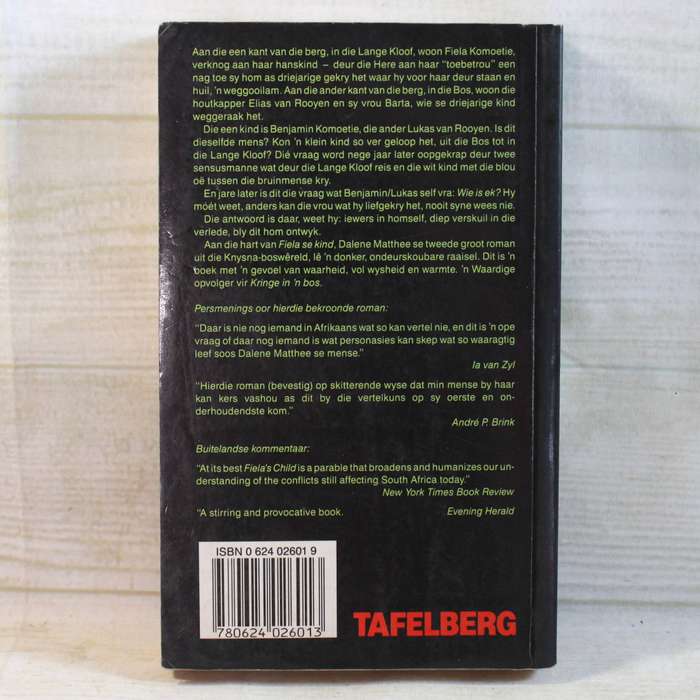 Aan die een kant van die berg, in die Lange Kloof, woon Fiela Komoetie,
verknog aan haar hanskind – deur die Here aan haar “toebetrou” een
nag toe sy hom as driejarige gekry het waar hy voor haar deur staan en
huil, 'n weggooilam. Aan die ander kant van die berg, in die Bos, woon die
houtkapper Elias van Rooyen en sy vrou Barta, wie se driejarige kind
weggeraak het.
Die een kind is Benjamin Komoetie, die ander Lukas van Rooyen. Is dit
dieselfde mens? Kon 'n klein kind so ver geloop het, uit die Bos tot in
die Lange Kloof? Dié vraag word nege jaar later oopgekrap deur twee
sensusmanne wat deur die Lange Kloof reis en die wit kind met die blou
oë tussen die bruinmense kry.
En jare later is dit die vraag wat Benjamin/Lukas self vra: Wie is ek? Hy
móét weet, anders kan die vrou wat hy liefgekry het, nooit syne wees nie.
Die antwoord is daar, weet hy: iewers in homself, diep verskuil in die
verlede, bly dit hom ontwyk.
Aan die hart van Fiela se kind, Dalene Matthee se tweede groot roman
uit die Knysna-boswêreld, lê 'n donker, ondeurskoubare raaisel. Dit is 'n
boek met 'n gevoel van waarheid, vol wysheid en warmte. 'n Waardige
opvolger vir Kringe in 'n bos.
Persmenings oor hierdie bekroonde roman:
“Daar is nie nog iemand in Afrikaans wat so kan vertel nie, en dit is 'n ope
vraag of daar nog iemand is wat personasies kan skep wat so waaragtig
leef soos Dalene Matthee se mense.”
Ia van Zyl
“Hierdie roman (bevestig) op skitterende wyse dat min mense by haar
kan kers vashou as dit by die vertelkuns op sy oerste en on-
derhoudendste kom.”
André P. Brink
Buitelandse kommentaar:
“At its best Fiela's Child is a parable that broadens and humanizes our un-
derstanding of the conflicts still affecting South Africa today.”
New York Times Book Review
“A stirring and provocative book. Evening Herald
ISBN 0 624 02601 9
780624 026013
TAFELBERG